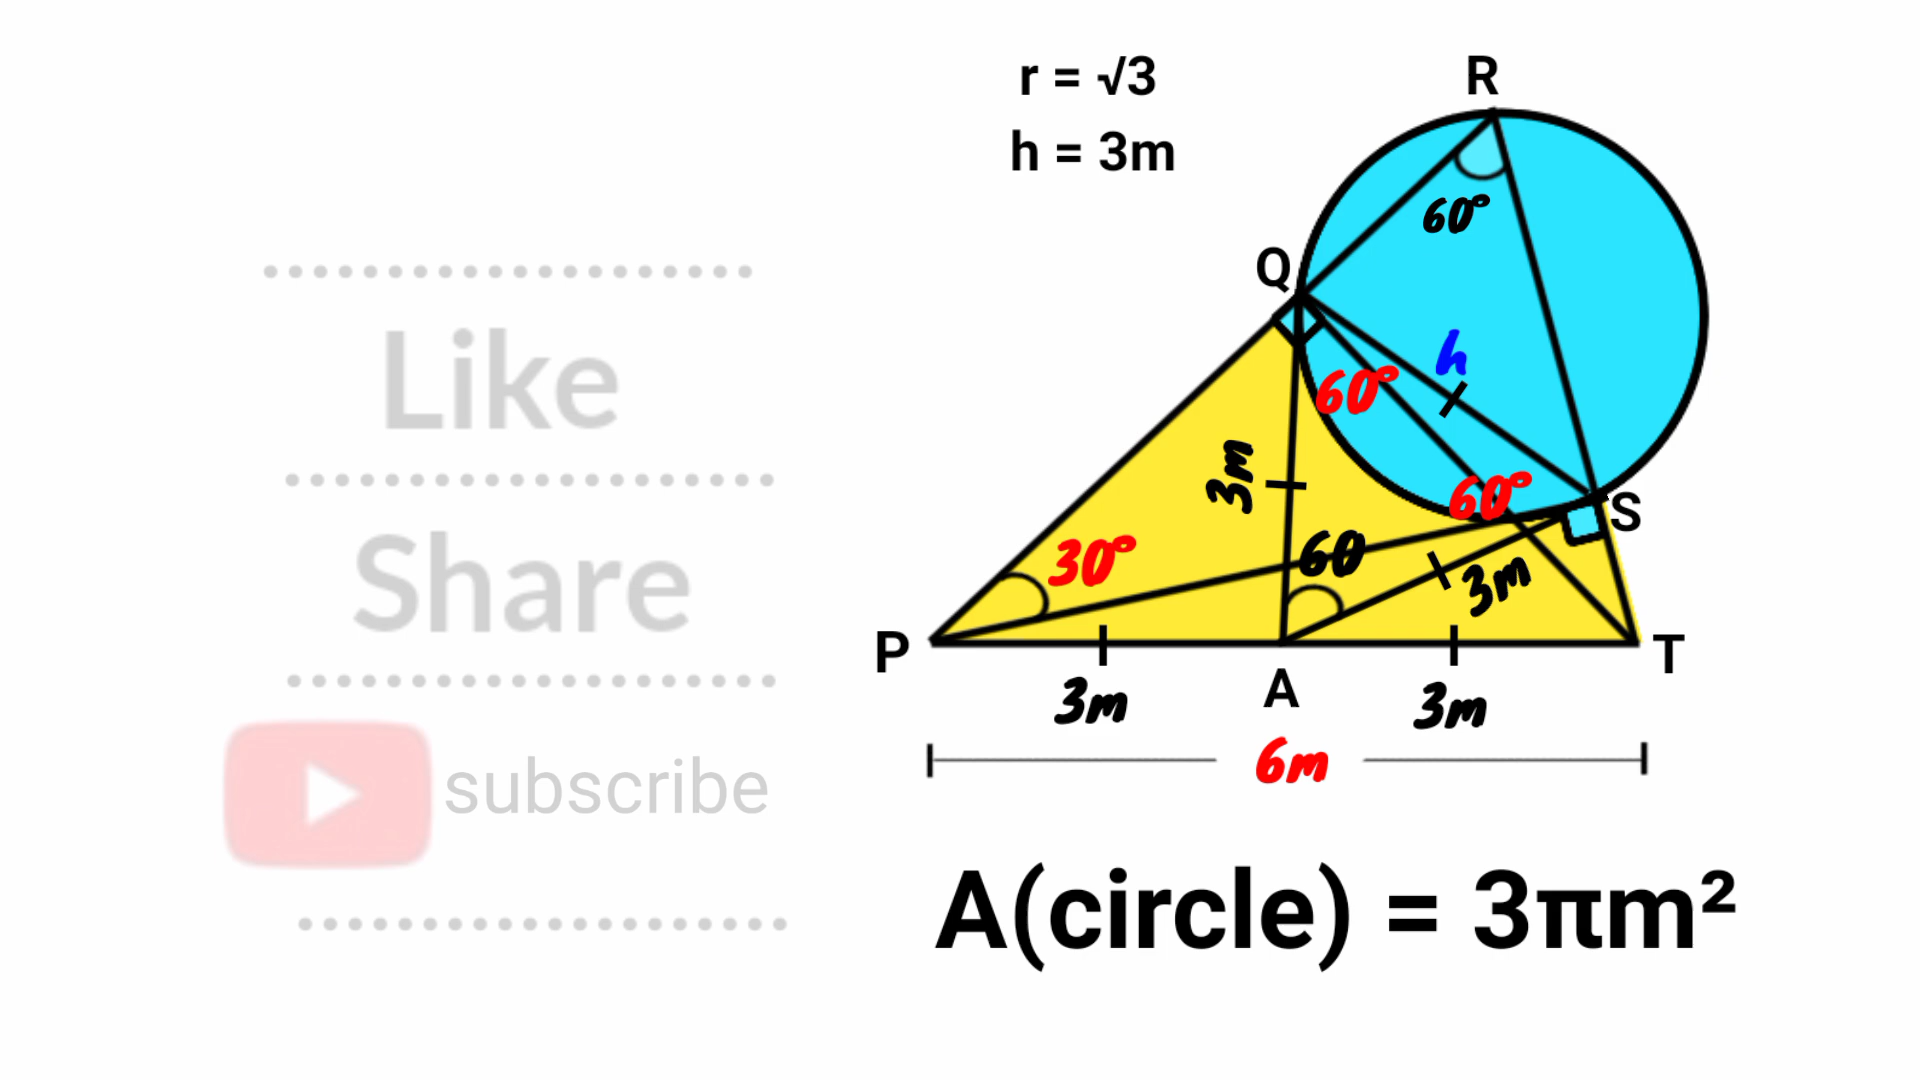 Like
Share
subscribe
r = √3
h = 3m
R
60°
Q
h
60°
60°
S
3m
60
30°
3m
P
A
T
3m
3m
6m
A(circle) = 3πm²